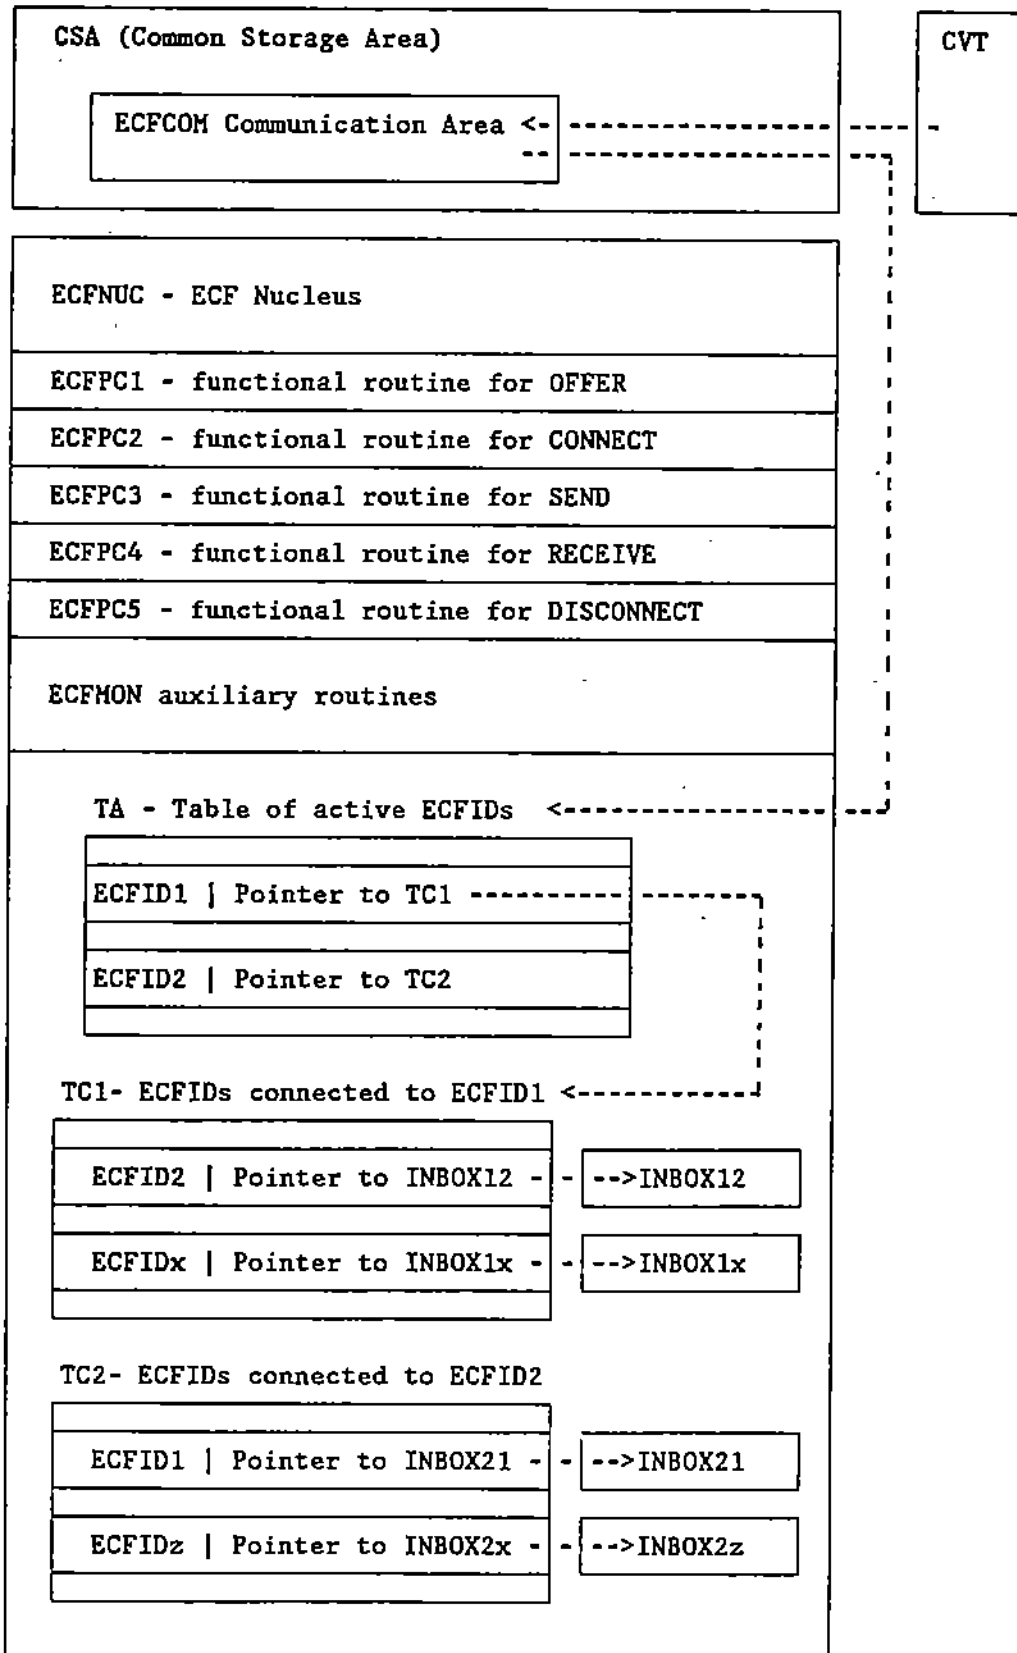 CSA (Common Storage Area)
CVT
ECFCOM Communication Area <- - - - - - - - - - - - - -
ECFNUC - ECF Nucleus
ECFPC1 - functional routine for OFFER
ECFPC2 - functional routine for CONNECT
ECFPC3 - functional routine for SEND
ECFPC4 - functional routine for RECEIVE
ECFPC5 - functional routine for DISCONNECT
ECFMON auxiliary routines
TA - Table of active ECFIDs <---------------
ECFID1 | Pointer to TC1 ----------
ECFID2 | Pointer to TC2
TC1- ECFIDs connected to ECFID1 <-----------
ECFID2 | Pointer to INBOX12 - - -->INBOX12
ECFIDx | Pointer to INBOX1x - - -->INBOX1x
TC2- ECFIDs connected to ECFID2
ECFID1 | Pointer to INBOX21 - - -->INBOX21
ECFIDz | Pointer to INBOX2x - - -->INBOX2z